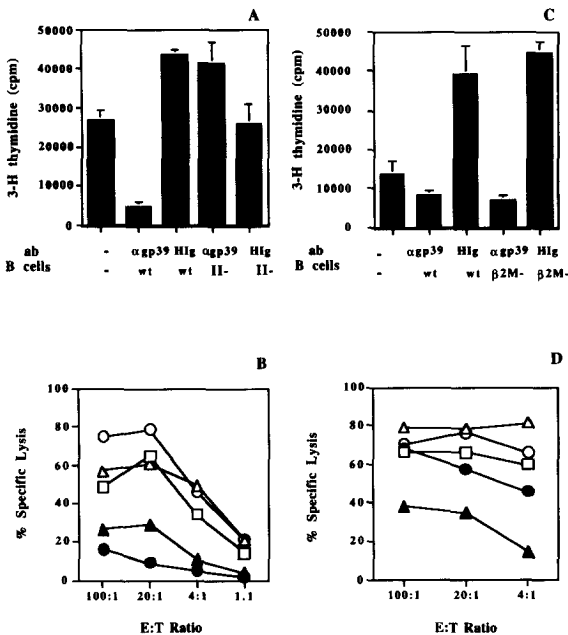 A
3-H thymidine (cpm)
50000
40000
30000
20000
10000
0
ab - αgp39 HIg αgp39 HIg
B cells - wt wt II- II-
C
3-H thymidine (cpm)
50000
40000
30000
20000
10000
0
ab - αgp39 HIg αgp39 HIg
B cells - wt wt β2M- β2M-
B
% Specific Lysis
100
80
60
40
20
0
100:1 20:1 4:1 1:1
E:T Ratio
D
% Specific Lysis
100
80
60
40
20
0
100:1 20:1 4:1
E:T Ratio